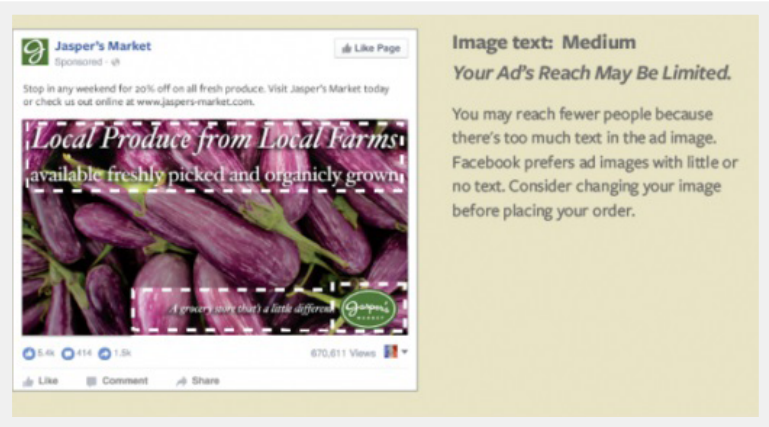 Jasper's Market
Sponsored ·
Like Page
Stop in any weekend for 20% off on all fresh produce. Visit Jasper's Market today
or check us out online at www.jaspers-market.com.
Local Produce from Local Farms
available freshly picked and organicly grown
A grocery store that's a little different.
Jasper's
MARKET
5.4k 414 1.5k
670,611 Views
Like Comment Share
Image text: Medium
Your Ad's Reach May Be Limited.
You may reach fewer people because
there's too much text in the ad image.
Facebook prefers ad images with little or
no text. Consider changing your image
before placing your order.